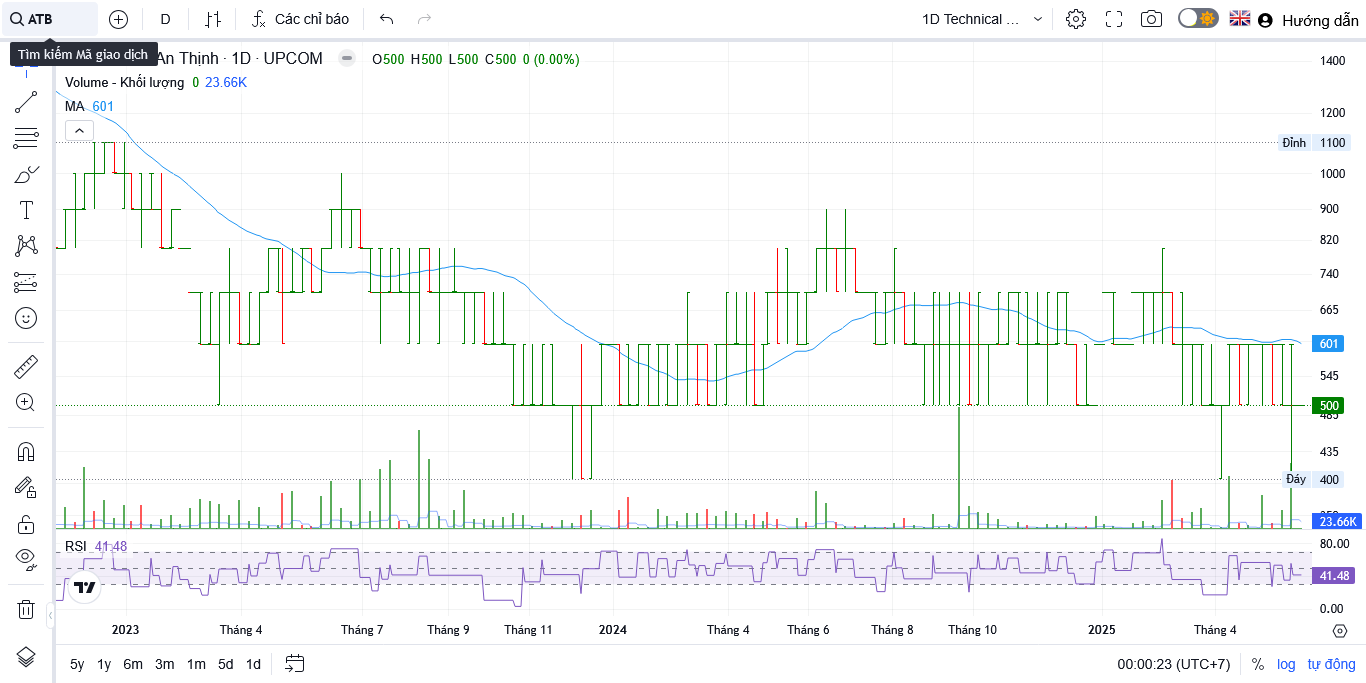 ATB
D
Các chỉ báo
1D Technical ...
Hướng dẫn
Tìm kiếm Mã giao dịch
An Thịnh · 1D · UPCOM
O500 H500 L500 C500 0 (0.00%)
Volume - Khối lượng 0 23.66K
MA 601
1400
1200
Đỉnh 1100
1000
900
820
740
665
601
545
500
485
435
Đáy 400
23.66K
RSI 41.48
80.00
41.48
0.00
2023 Tháng 4 Tháng 7 Tháng 9 Tháng 11 2024 Tháng 4 Tháng 6 Tháng 8 Tháng 10 2025 Tháng 4
5y 1y 6m 3m 1m 5d 1d
00:00:23 (UTC+7) % log tự động